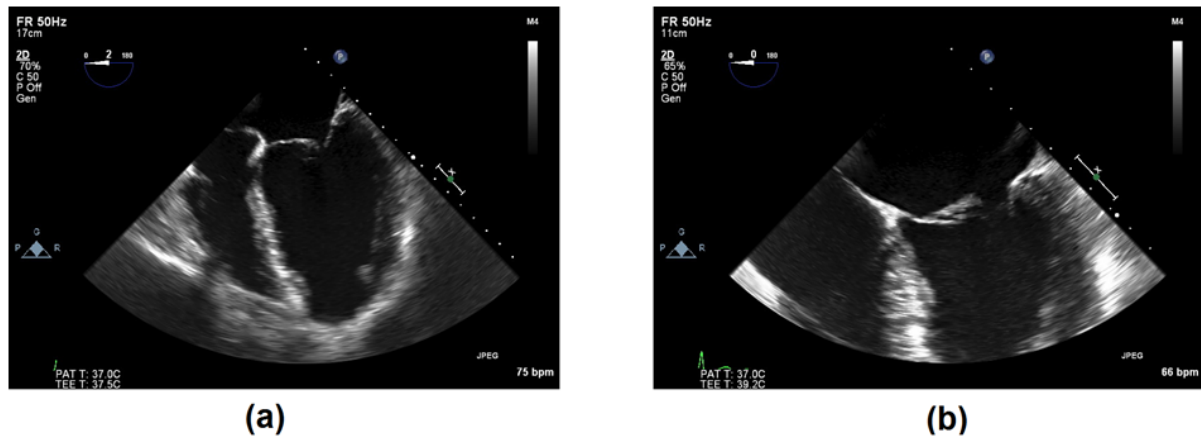 FR 50Hz
17cm
M4
2D
70%
C 50
P Off
Gen
0 2 180
P
G
P R
JPEG
PAT T: 37.0C
TEE T: 37.5C
75 bpm
(a)
FR 50Hz
11cm
M4
2D
65%
C 50
P Off
Gen
0 0 180
P
G
P R
JPEG
PAT T: 37.0C
TEE T: 39.2C
66 bpm
(b)